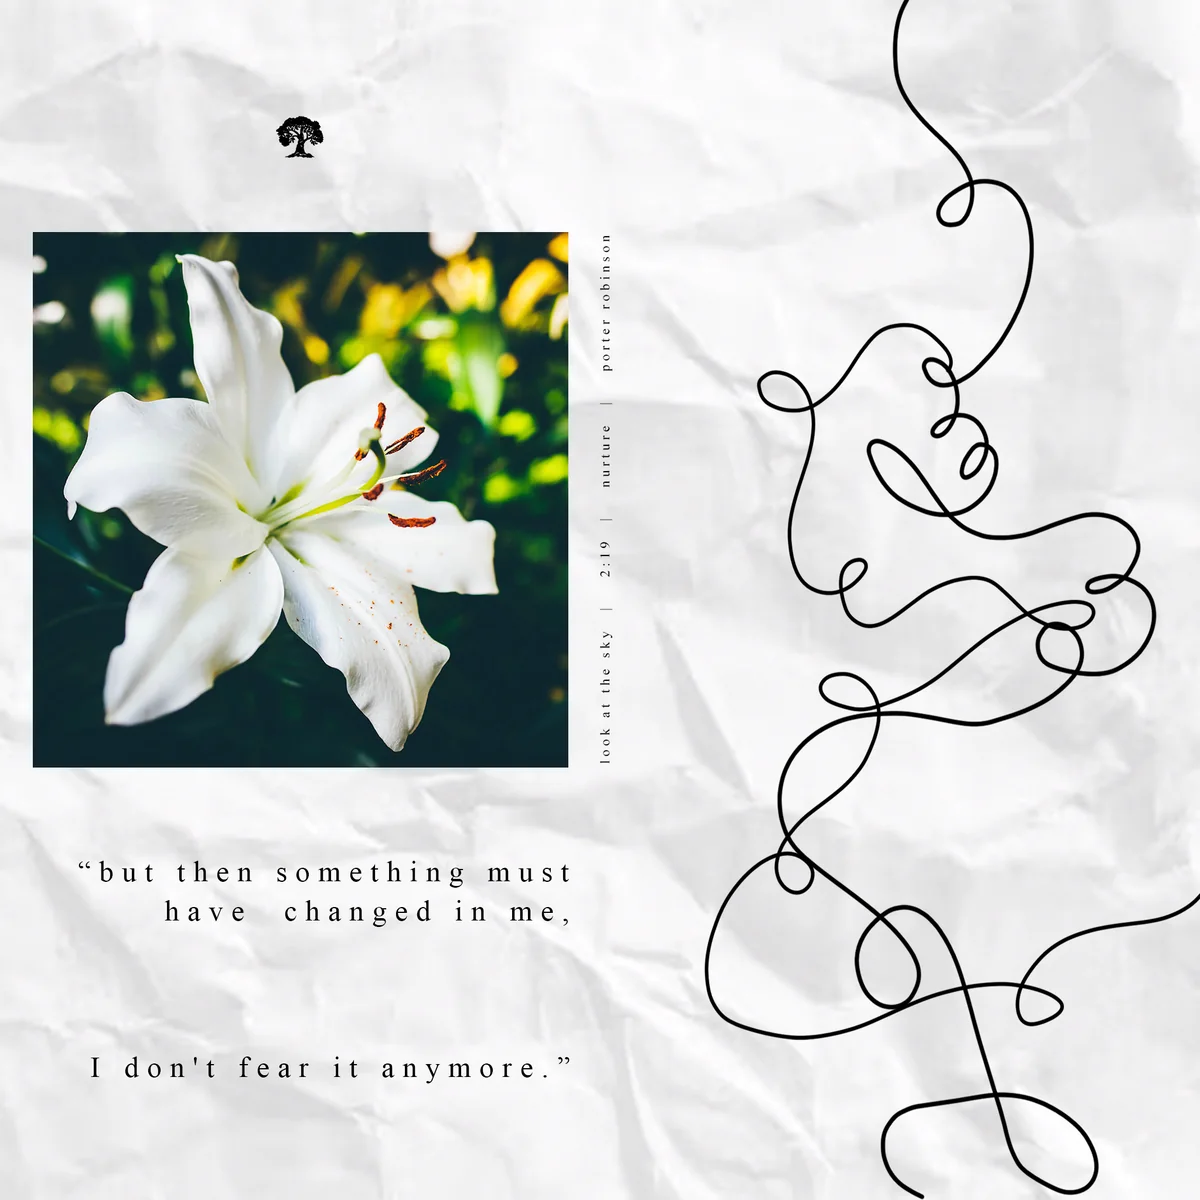 look at the sky | 2:19 | nurture | porter robinson
“but then something must
have changed in me,
I don't fear it anymore.”